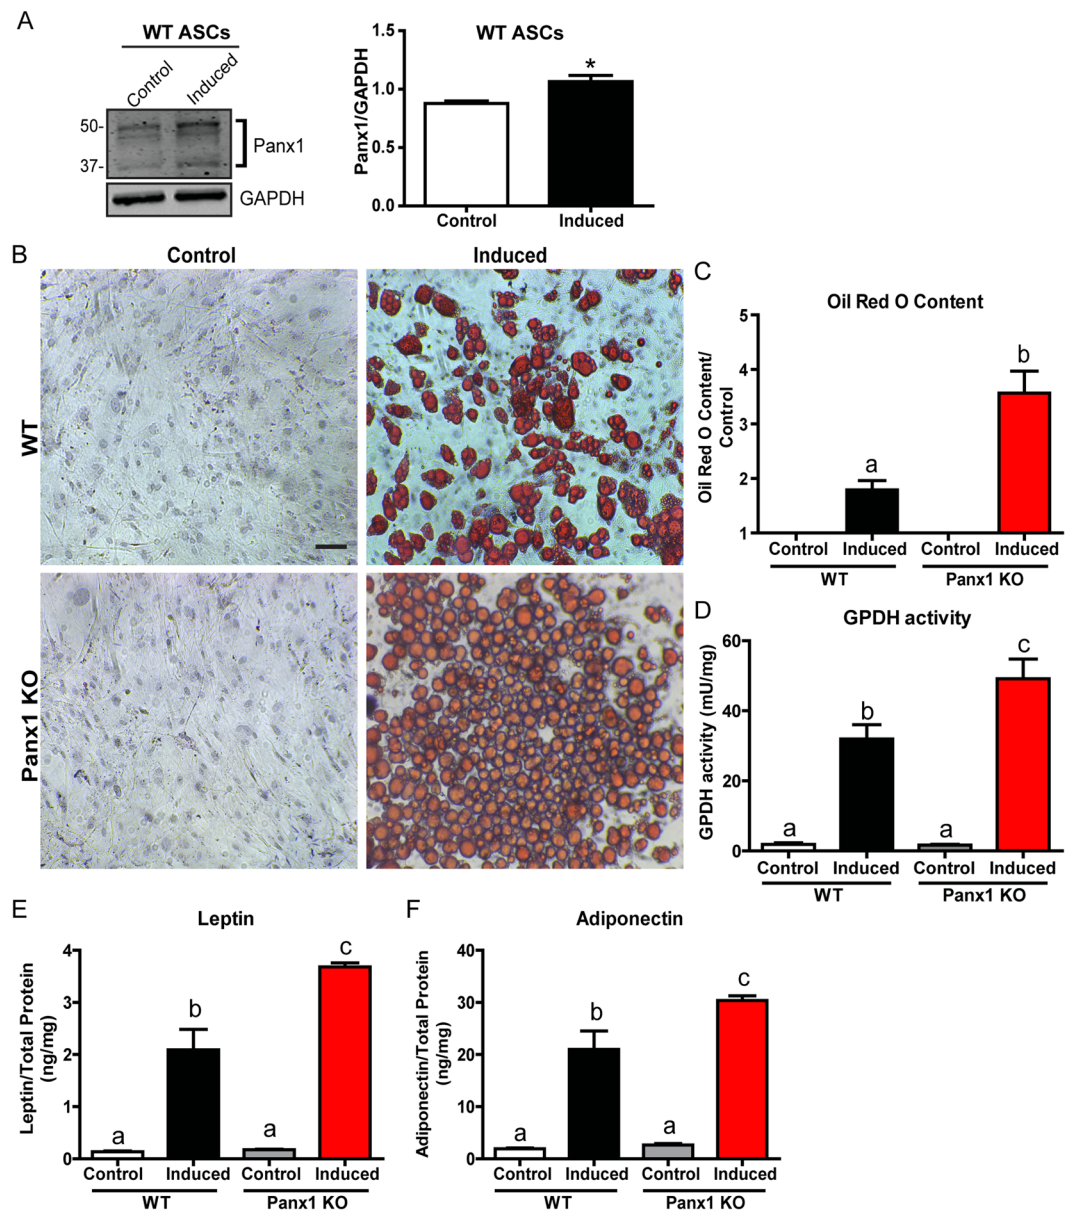 A
WT ASCs
Control
Induced
50-
37-
Panx1
GAPDH
WT ASCs
Panx1/GAPDH
1.5
1.0
0.5
0.0
*
Control
Induced
B
Control
Induced
WT
Panx1 KO
C
Oil Red O Content
Oil Red O Content/
Control
5
4
3
2
1
a
b
Control
Induced
Control
Induced
WT
Panx1 KO
D
GPDH activity
GPDH activity (mU/mg)
60
40
20
0
a
b
a
c
Control
Induced
Control
Induced
WT
Panx1 KO
E
Leptin
Leptin/Total Protein
(ng/mg)
4
3
2
1
0
a
b
a
c
Control
Induced
Control
Induced
WT
Panx1 KO
F
Adiponectin
Adiponectin/Total Protein
(ng/mg)
40
30
20
10
0
a
b
a
c
Control
Induced
Control
Induced
WT
Panx1 KO